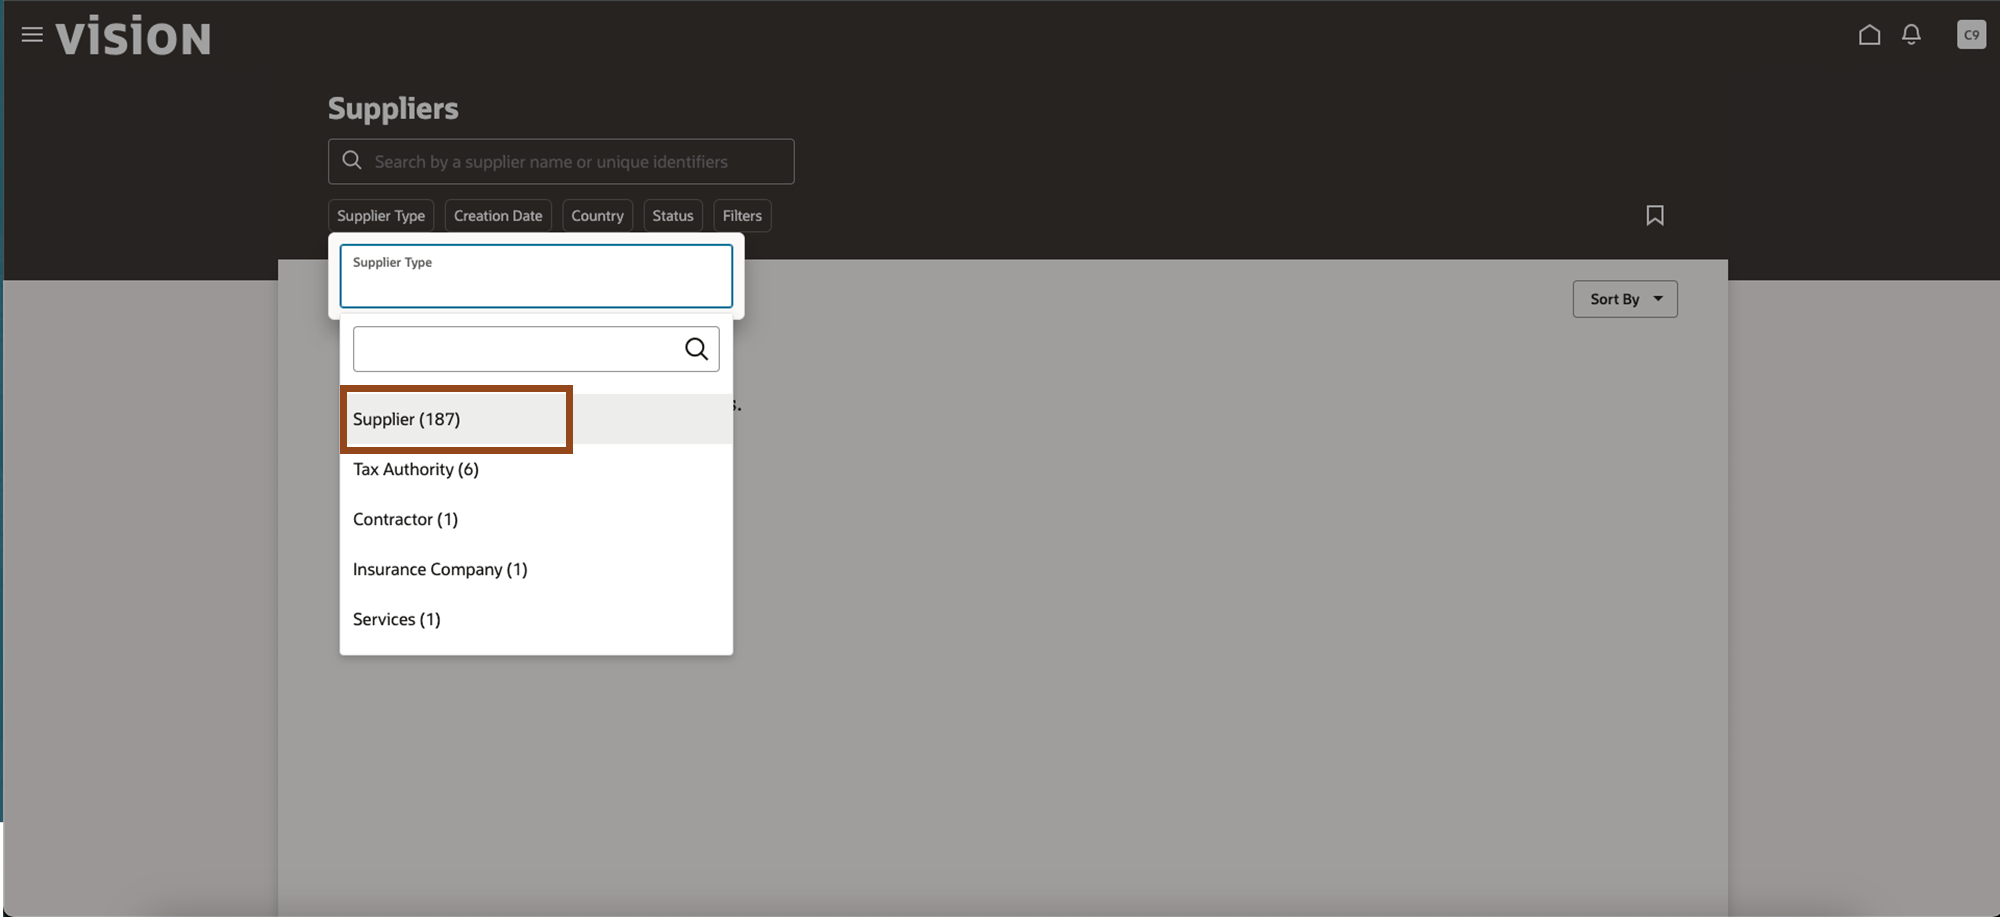 VISION
C9
Suppliers
Search by a supplier name or unique identifiers
Supplier Type
Creation Date
Country
Status
Filters
Supplier Type
Sort By
Supplier (187)
Tax Authority (6)
Contractor (1)
Insurance Company (1)
Services (1)